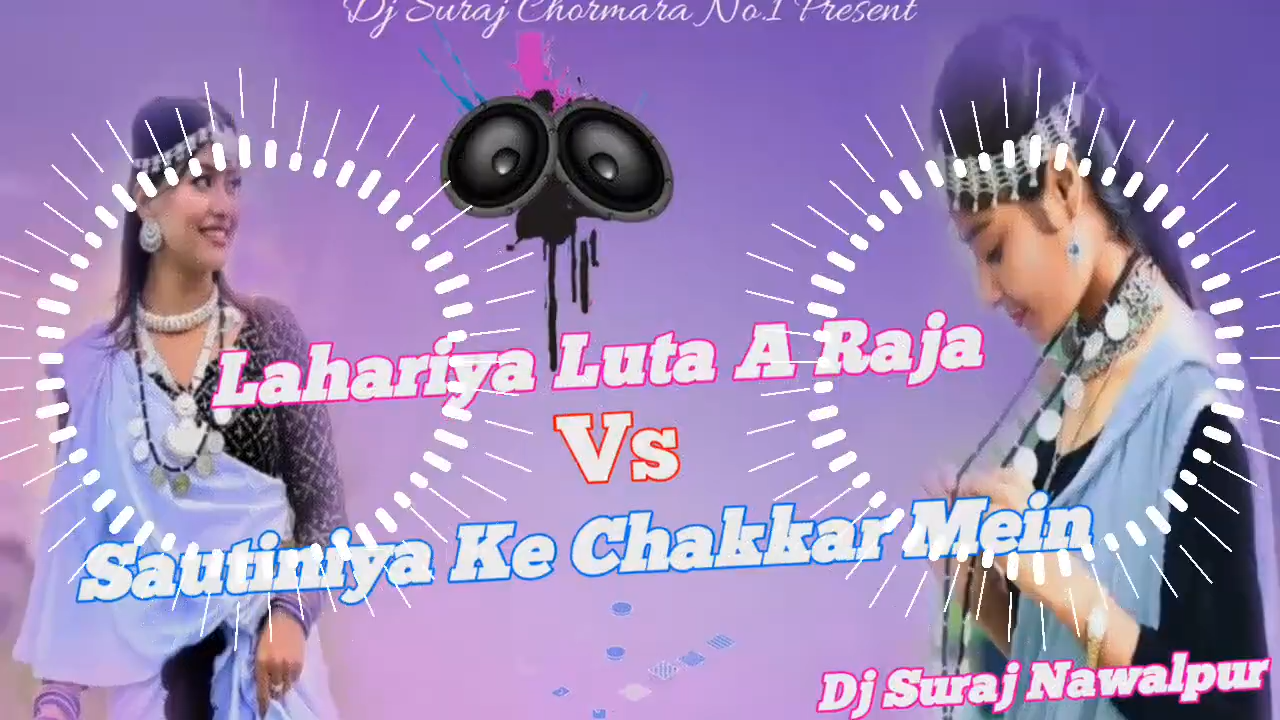 Dj Suraj Chormara No.1 Present
Lahariya Luta A Raja
Vs
Sautiniya Ke Chakkar Mein
Dj Suraj Nawalpur